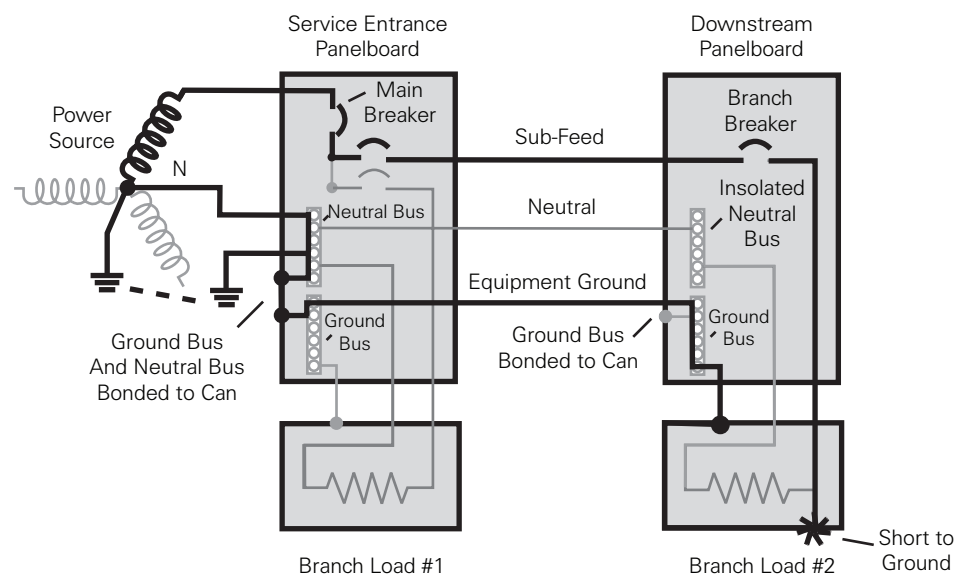 Service Entrance
Panelboard
Downstream
Panelboard
Power
Source
Main
Breaker
Branch
Breaker
Sub-Feed
N
Neutral Bus
Neutral
Insolated
Neutral
Bus
Equipment Ground
Ground
Bus
Ground Bus
Bonded to Can
Ground
Bus
Ground Bus
And Neutral Bus
Bonded to Can
Short to
Ground
Branch Load #1
Branch Load #2